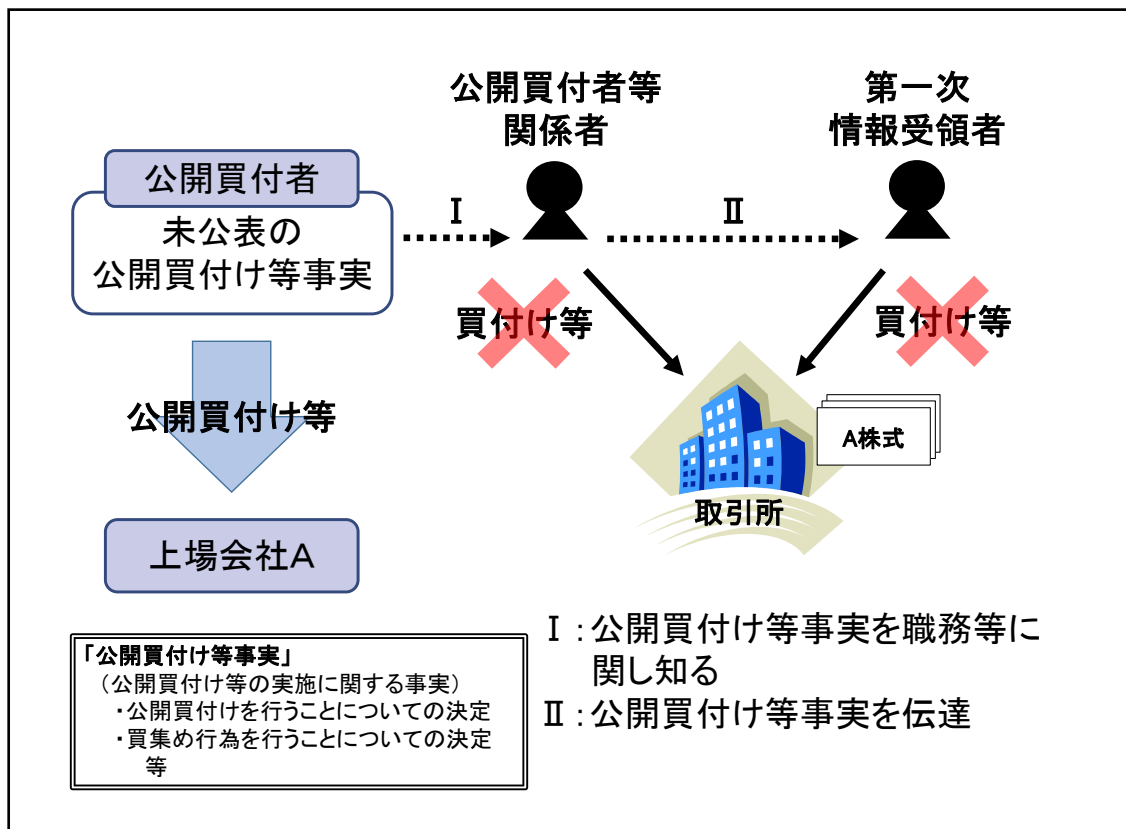 公開買付者等
関係者
第一次
情報受領者
公開買付者
未公表の
公開買付け等事実
Ⅰ
Ⅱ
買付け等
買付け等
公開買付け等
A株式
取引所
上場会社A
「公開買付け等事実」
（公開買付け等の実施に関する事実）
・公開買付けを行うことについての決定
・買集め行為を行うことについての決定
等
Ⅰ：公開買付け等事実を職務等に
関し知る
Ⅱ：公開買付け等事実を伝達